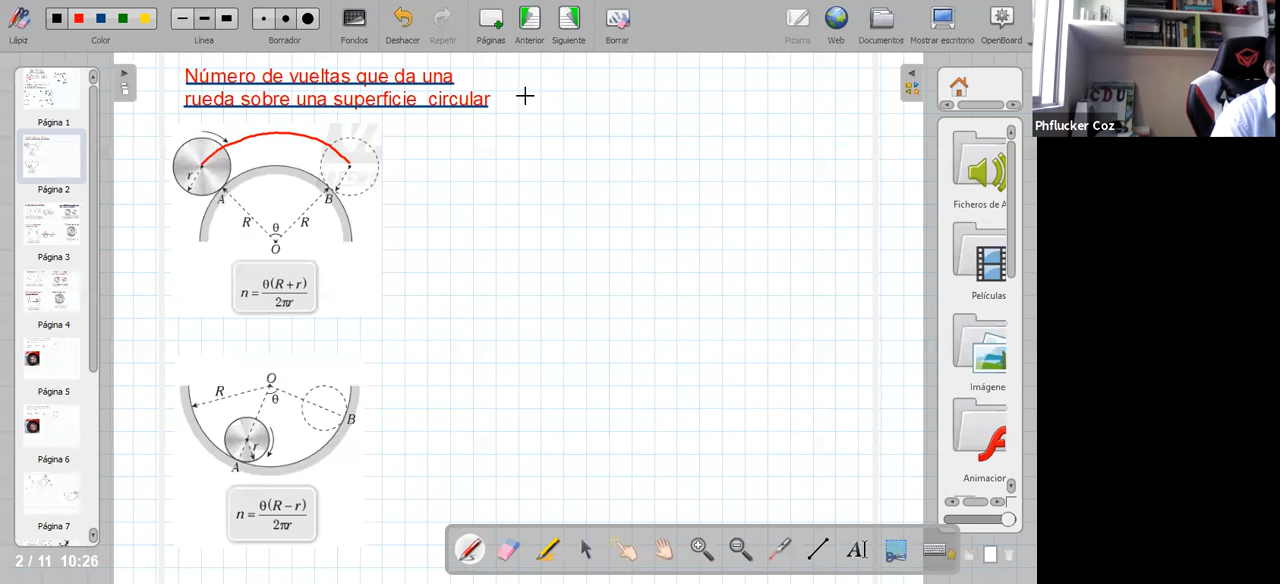 Lápiz
Color
Línea
Borrador
Fondos
Deshacer
Repetir
Páginas
Anterior
Siguiente
Borrar
Pizarra
Web
Documentos
Mostrar escritorio
OpenBoard
Phflucker Coz
CDU
Número de vueltas que da una
rueda sobre una superficie circular
r
A
B
R
R
θ
O
n = θ(R + r) / 2πr
O
R
θ
B
r
A
n = θ(R − r) / 2πr
Página 1
Página 2
Página 3
Página 4
Página 5
Página 6
Página 7
2 / 11 10:26
Ficheros de A
Películas
Imágene
Animacion
A